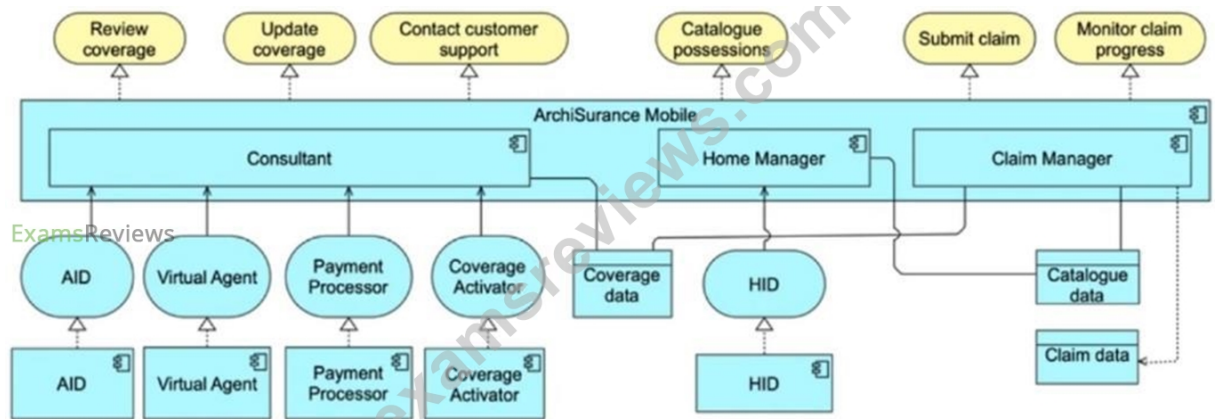 Review
coverage
Update
coverage
Contact customer
support
Catalogue
possessions
Submit claim
Monitor claim
progress
ArchiSurance Mobile
Consultant
Home Manager
Claim Manager
ExamsReviews
AID
Virtual Agent
Payment
Processor
Coverage
Activator
Coverage
data
HID
Catalogue
data
Claim data
AID
Virtual Agent
Payment
Processor
Coverage
Activator
HID
examsreviews.com